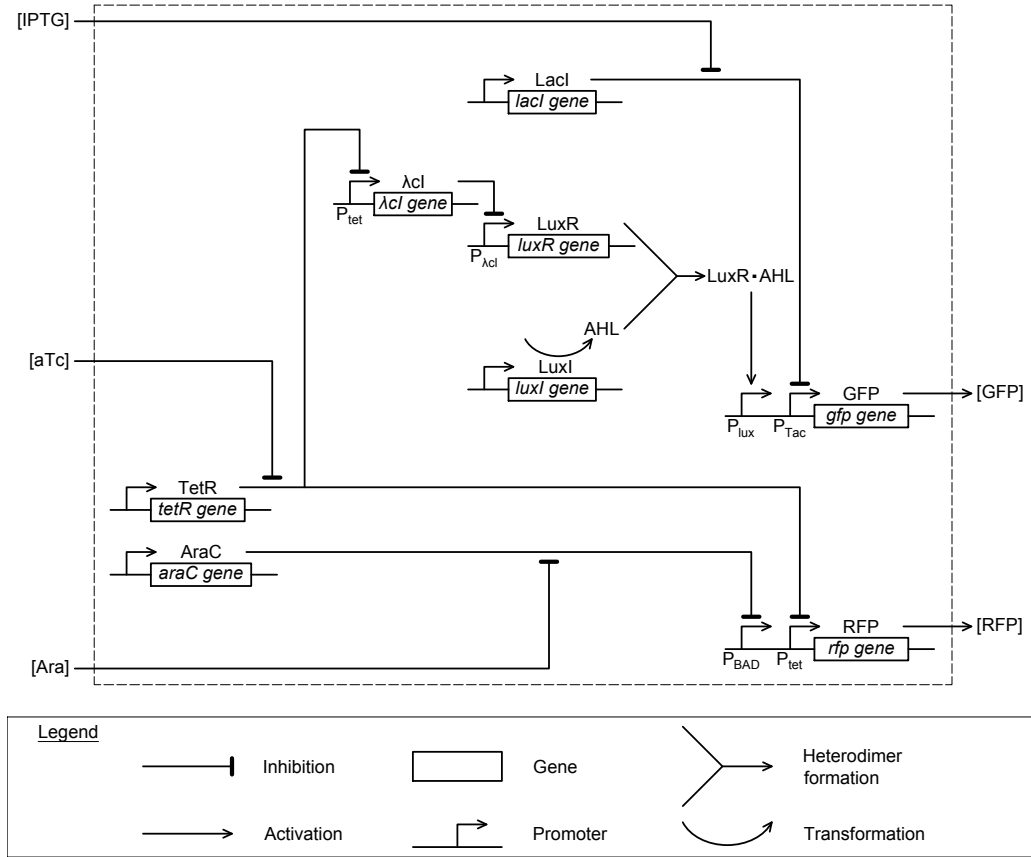 [IPTG]
LacI
lacI gene
λcI
λcI gene
P_tet
LuxR
luxR gene
P_λcI
LuxR▪AHL
AHL
LuxI
luxI gene
[aTc]
GFP
[GFP]
gfp gene
P_lux
P_Tac
TetR
tetR gene
AraC
araC gene
RFP
[RFP]
rfp gene
P_BAD
P_tet
[Ara]
Legend
Inhibition
Gene
Heterodimer
formation
Activation
Promoter
Transformation